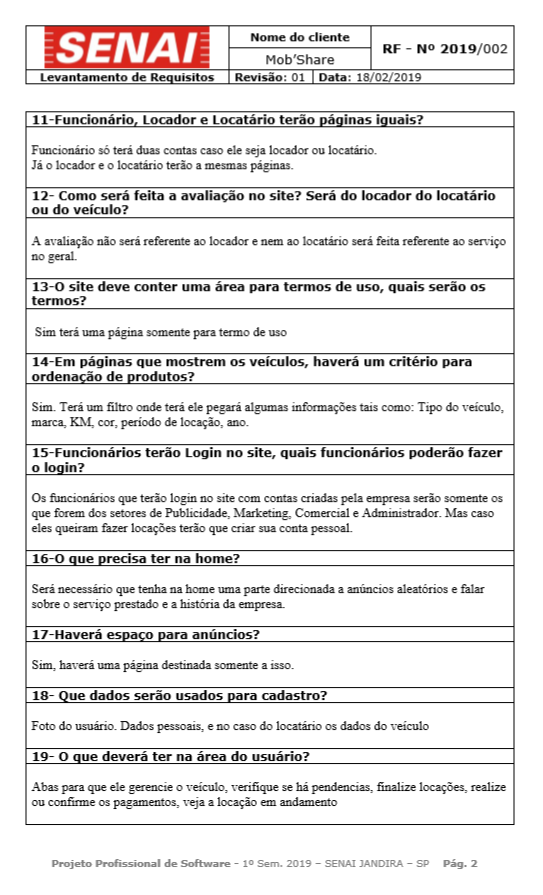 SENAI
Nome do cliente
Mob'Share
RF - Nº 2019/002
Levantamento de Requisitos
Revisão: 01
Data: 18/02/2019
11-Funcionário, Locador e Locatário terão páginas iguais?
Funcionário só terá duas contas caso ele seja locador ou locatário.
Já o locador e o locatário terão a mesmas páginas.
12- Como será feita a avaliação no site? Será do locador do locatário
ou do veículo?
A avaliação não será referente ao locador e nem ao locatário será feita referente ao serviço
no geral.
13-O site deve conter uma área para termos de uso, quais serão os
termos?
Sim terá uma página somente para termo de uso
14-Em páginas que mostrem os veículos, haverá um critério para
ordenação de produtos?
Sim. Terá um filtro onde terá ele pegará algumas informações tais como: Tipo do veículo,
marca, KM, cor, período de locação, ano.
15-Funcionários terão Login no site, quais funcionários poderão fazer
o login?
Os funcionários que terão login no site com contas criadas pela empresa serão somente os
que forem dos setores de Publicidade, Marketing, Comercial e Administrador. Mas caso
eles queiram fazer locações terão que criar sua conta pessoal.
16-O que precisa ter na home?
Será necessário que tenha na home uma parte direcionada a anúncios aleatórios e falar
sobre o serviço prestado e a história da empresa.
17-Haverá espaço para anúncios?
Sim, haverá uma página destinada somente a isso.
18- Que dados serão usados para cadastro?
Foto do usuário. Dados pessoais, e no caso do locatário os dados do veículo
19- O que deverá ter na área do usuário?
Abas para que ele gerencie o veículo, verifique se há pendencias, finalize locações, realize
ou confirme os pagamentos, veja a locação em andamento
Projeto Profissional de Software - 1º Sem. 2019 – SENAI JANDIRA – SP Pág. 2